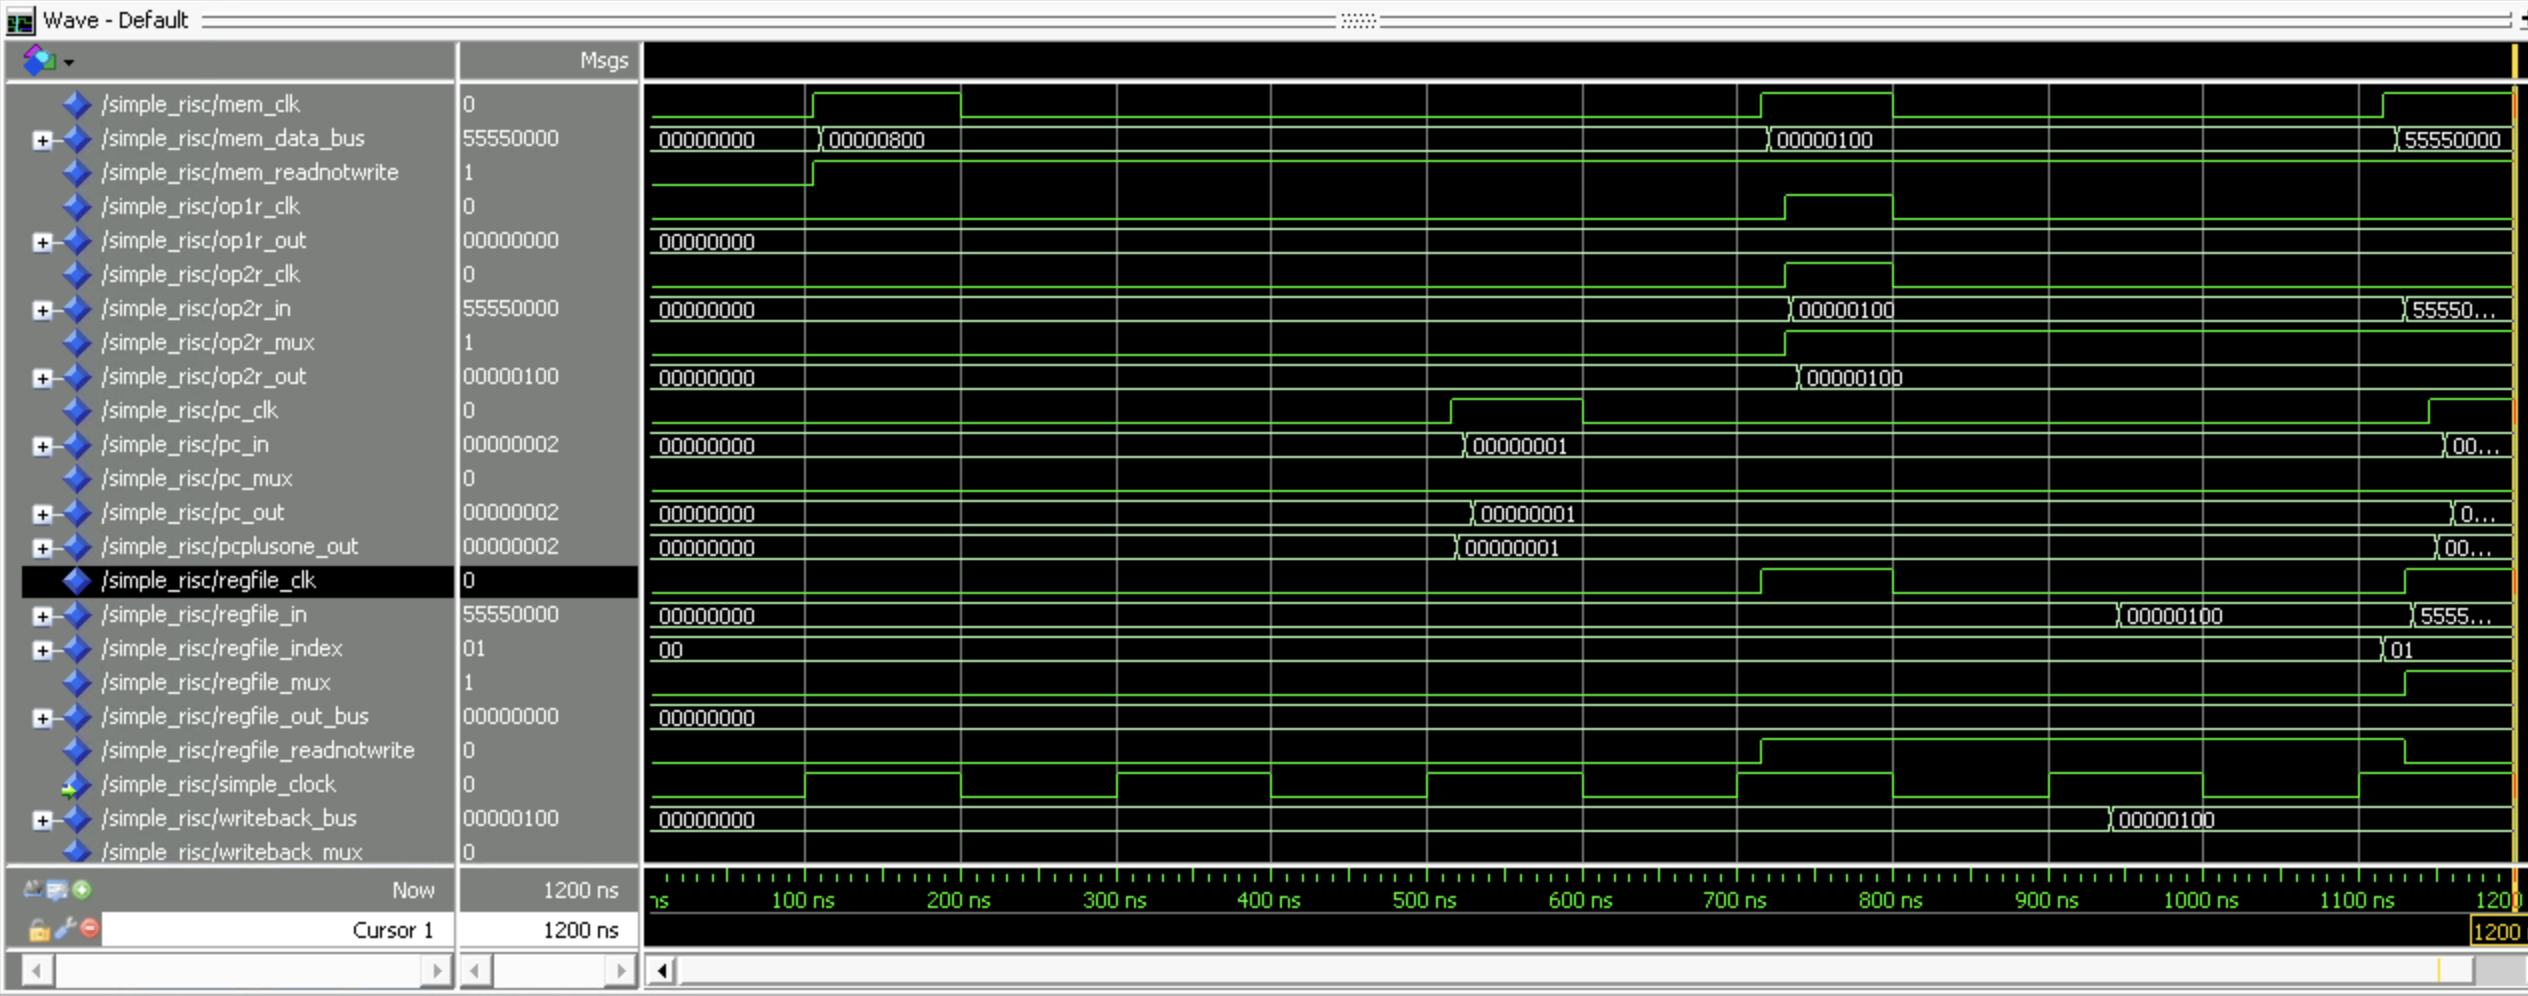 Wave - Default
Msgs
/simple_risc/mem_clk 0
/simple_risc/mem_data_bus 55550000 00000000 00000800 00000100 55550000
/simple_risc/mem_readnotwrite 1
/simple_risc/op1r_clk 0
/simple_risc/op1r_out 00000000 00000000
/simple_risc/op2r_clk 0
/simple_risc/op2r_in 55550000 00000000 00000100 55550...
/simple_risc/op2r_mux 1
/simple_risc/op2r_out 00000100 00000000 00000100
/simple_risc/pc_clk 0
/simple_risc/pc_in 00000002 00000000 00000001 00...
/simple_risc/pc_mux 0
/simple_risc/pc_out 00000002 00000000 00000001 0...
/simple_risc/pcplusone_out 00000002 00000000 00000001 00...
/simple_risc/regfile_clk 0
/simple_risc/regfile_in 55550000 00000000 00000100 5555...
/simple_risc/regfile_index 01 00 01
/simple_risc/regfile_mux 1
/simple_risc/regfile_out_bus 00000000 00000000
/simple_risc/regfile_readnotwrite 0
/simple_risc/simple_clock 0
/simple_risc/writeback_bus 00000100 00000000 00000100
/simple_risc/writeback_mux 0
Now 1200 ns ns 100 ns 200 ns 300 ns 400 ns 500 ns 600 ns 700 ns 800 ns 900 ns 1000 ns 1100 ns 1200
Cursor 1 1200 ns 1200